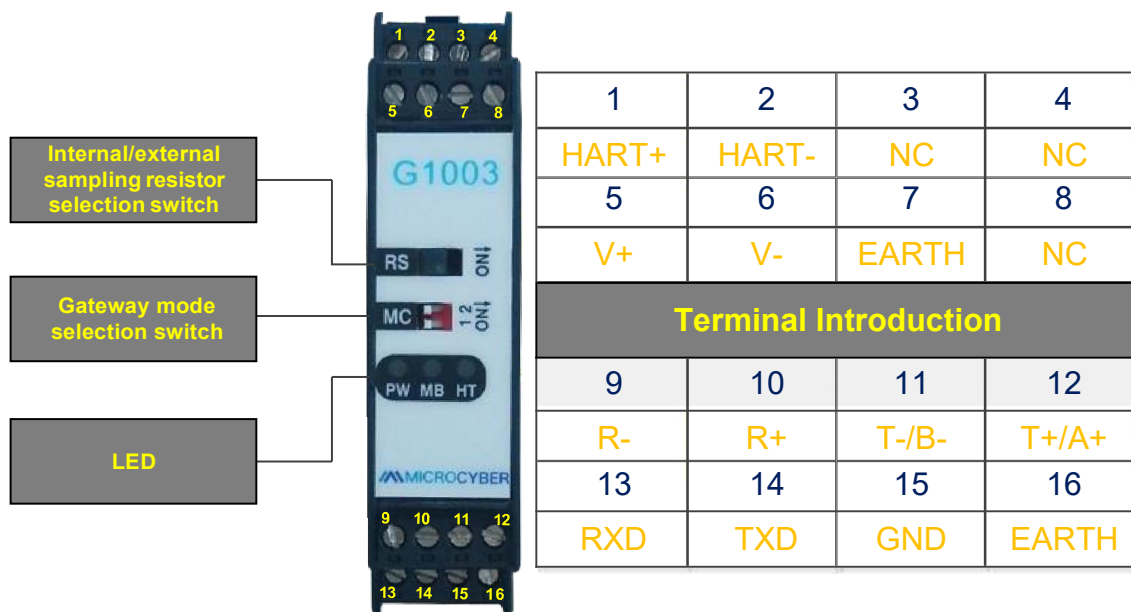 1 2 3 4
5 6 7 8
Internal/external
sampling resistor
selection switch
G1003
RS
ON
Gateway mode
selection switch
MC
1 2
ON
PW MB HT
LED
MICROCYBER
9 10 11 12
13 14 15 16
1 2 3 4
HART+ HART- NC NC
5 6 7 8
V+ V- EARTH NC
Terminal Introduction
9 10 11 12
R- R+ T-/B- T+/A+
13 14 15 16
RXD TXD GND EARTH